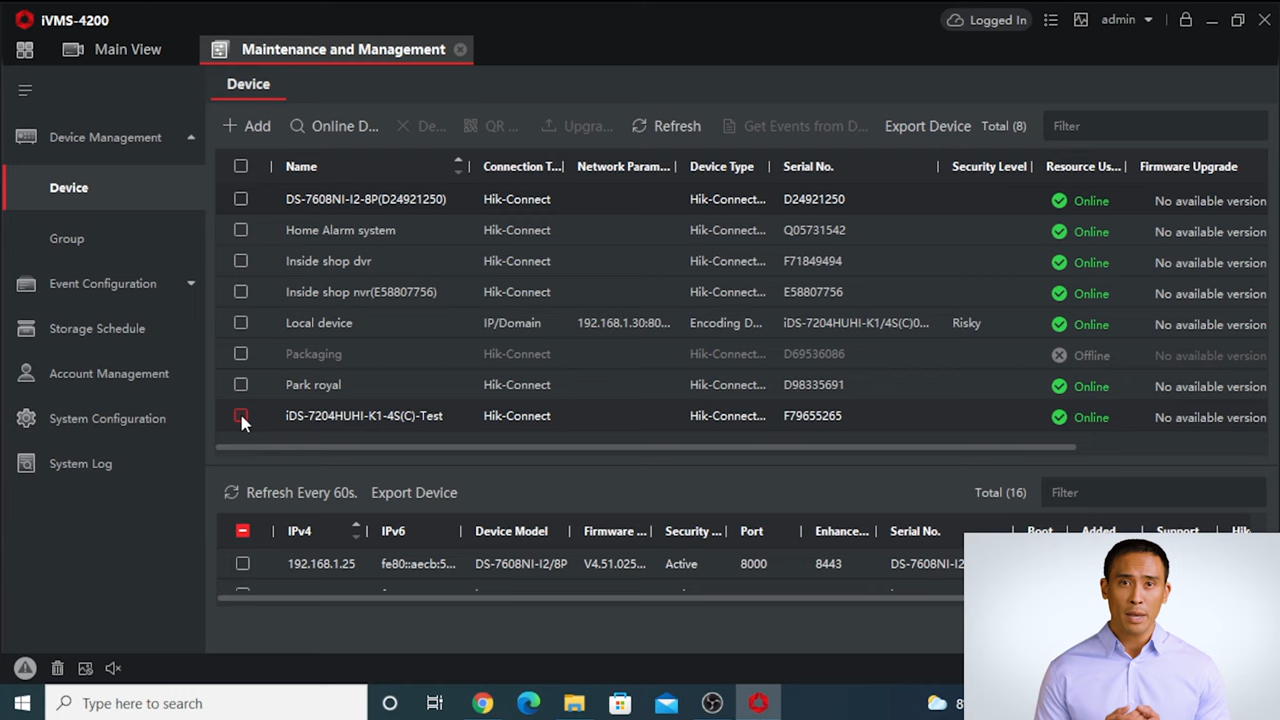 iVMS-4200
Logged In
admin
Main View
Maintenance and Management
Device
Device Management
Device
Group
Event Configuration
Storage Schedule
Account Management
System Configuration
System Log
Add Online D... De... QR ... Upgra... Refresh Get Events from D... Export Device Total (8) Filter
Name Connection T... Network Param... Device Type Serial No. Security Level Resource Us... Firmware Upgrade
DS-7608NI-I2-8P(D24921250) Hik-Connect Hik-Connect... D24921250 Online No available version
Home Alarm system Hik-Connect Hik-Connect... Q05731542 Online No available version
Inside shop dvr Hik-Connect Hik-Connect... F71849494 Online No available version
Inside shop nvr(E58807756) Hik-Connect Hik-Connect... E58807756 Online No available version
Local device IP/Domain 192.168.1.30:80... Encoding D... iDS-7204HUHI-K1/4S(C)0... Risky Online No available version
Packaging Hik-Connect Hik-Connect... D69536086 Offline No available version
Park royal Hik-Connect Hik-Connect... D98335691 Online No available version
iDS-7204HUHI-K1-4S(C)-Test Hik-Connect Hik-Connect... F79655265 Online No available version
Refresh Every 60s. Export Device Total (16) Filter
IPv4 IPv6 Device Model Firmware ... Security ... Port Enhance... Serial No. Boot Added Support
192.168.1.25 fe80::aecb:5... DS-7608NI-I2/8P V4.51.025... Active 8000 8443 DS-7608NI-I2
Type here to search